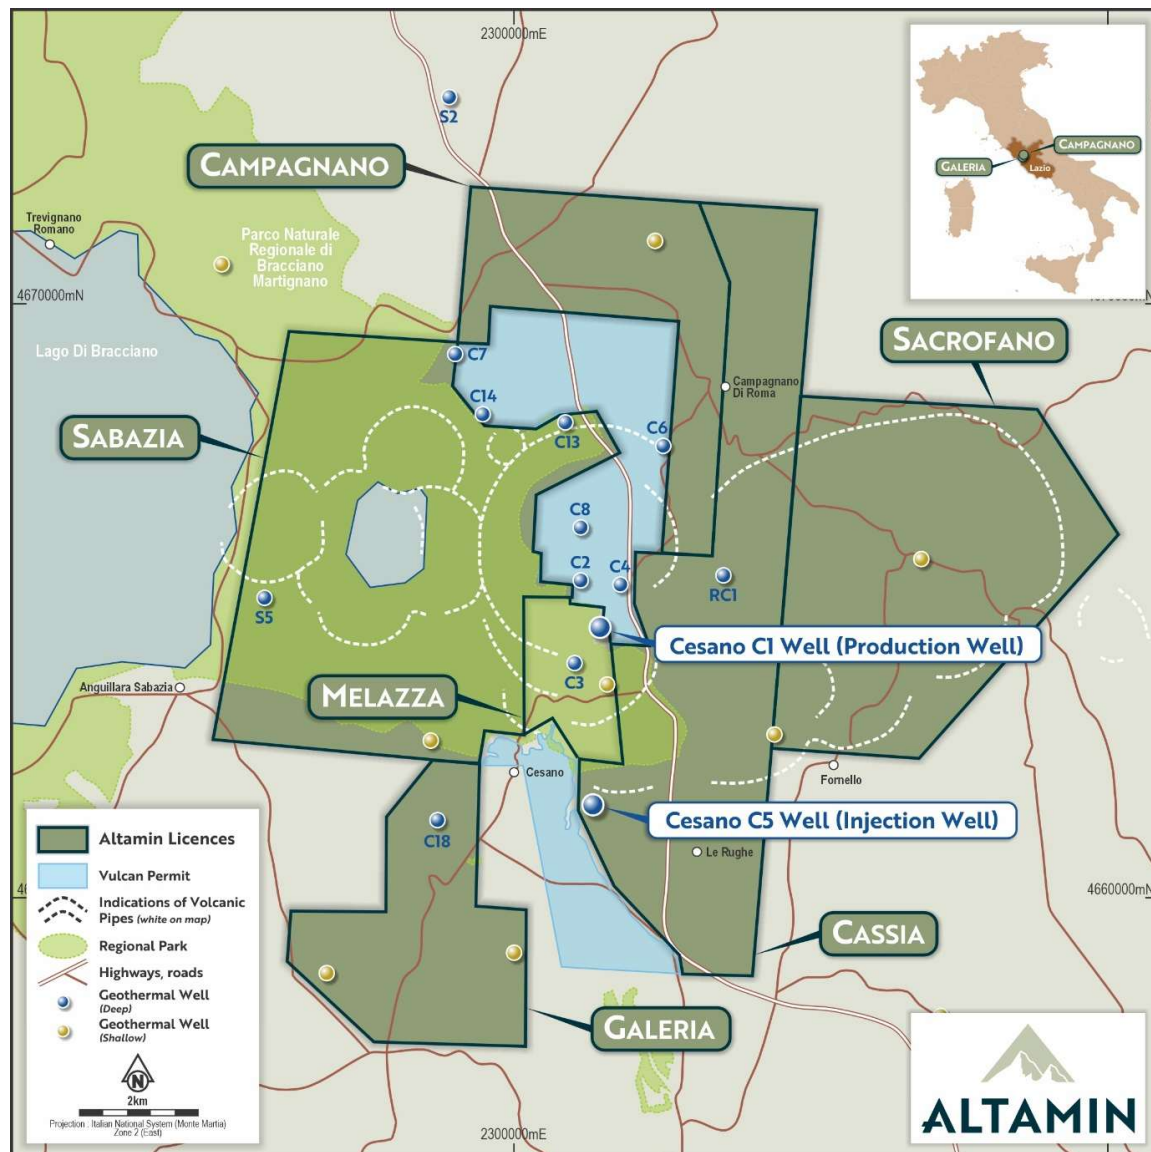 2300000mE
S2
CAMPAGNANO
CAMPAGNANO
GALERIA
Lazio
Trevignano
Romano
Parco Naturale
Regionale di
Bracciano
Martignano
4670000mN
Lago Di Bracciano
SACROFANO
C7
Campagnano
Di Roma
C14
SABAZIA
C13
C6
C8
C2
C4
RC1
S5
Cesano C1 Well (Production Well)
C3
Anguillara Sabazia
MELAZZA
Cesano
Fornello
Cesano C5 Well (Injection Well)
C18
Le Rughe
Altamin Licences
Vulcan Permit
Indications of Volcanic
Pipes (white on map)
Regional Park
Highways, roads
Geothermal Well
(Deep)
Geothermal Well
(Shallow)
N
2km
Projection : Italian National System (Monte Martia)
Zone 2 (East)
4660000mN
CASSIA
GALERIA
2300000mE
ALTAMIN